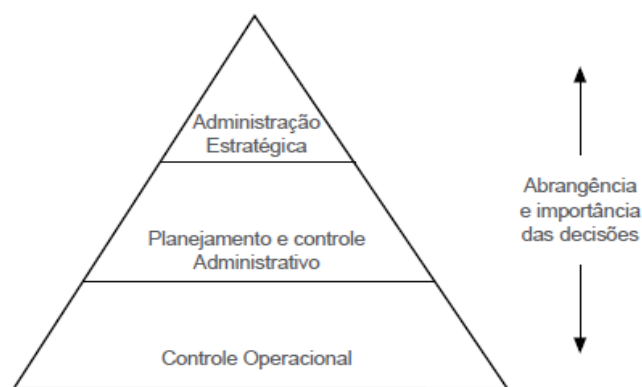 Administração
Estratégica
Planejamento e controle
Administrativo
Controle Operacional
Abrangência
e importância
das decisões